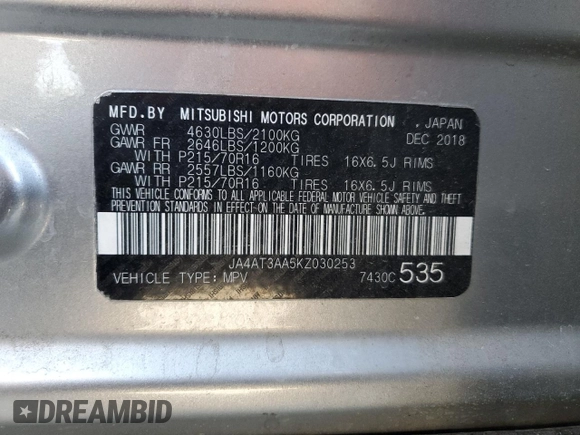 MFD.BY MITSUBISHI MOTORS CORPORATION . JAPAN
GVWR 4630LBS/2100KG DEC 2018
GAWR FR 2646LBS/1200KG
WITH P215/70R16 TIRES 16X6.5J RIMS
GAWR RR 2557LBS/1160KG
WITH P215/70R16 TIRES 16X6.5J RIMS
THIS VEHICLE CONFORMS TO ALL APPLICABLE FEDERAL MOTOR VEHICLE SAFETY AND THEFT
PREVENTION STANDARDS IN EFFECT ON THE DATE OF MANUFACTURE SHOWN ABOVE.
JA4AT3AA5KZ030253
VEHICLE TYPE:MPV 7430C 535
DREAMBID